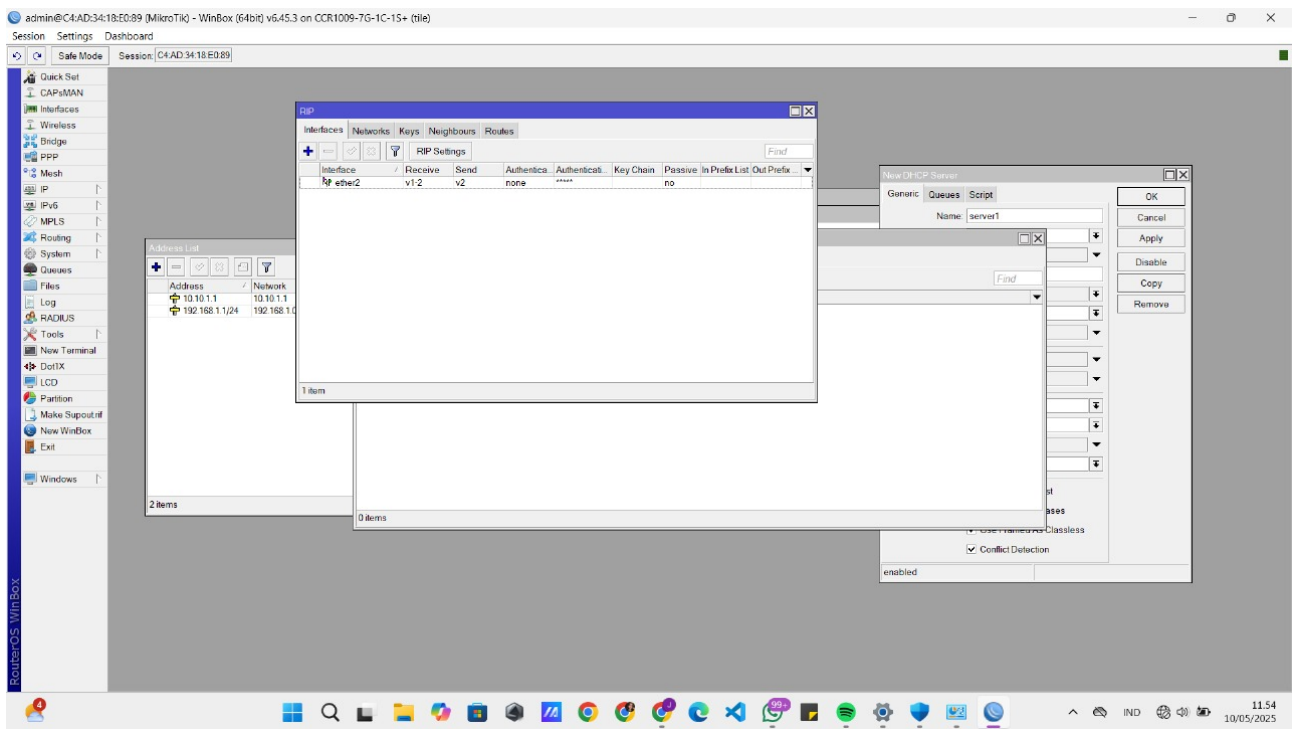 admin@C4:AD:34:18:E0:89 (MikroTik) - WinBox (64bit) v6.45.3 on CCR1009-7G-1C-1S+ (tile)
Session Settings Dashboard
Safe Mode Session: C4:AD:34:18:E0:89
Quick Set
CAPsMAN
Interfaces
Wireless
Bridge
PPP
Mesh
IP
IPv6
MPLS
Routing
System
Queues
Files
Log
RADIUS
Tools
New Terminal
Dot1X
LCD
Partition
Make Supout.rif
New WinBox
Exit
Windows
RouterOS WinBox
Address List
Address Network
10.10.1.1 10.10.1.1
192.168.1.1/24 192.168.1.0
2 items
RIP
Interfaces Networks Keys Neighbours Routes
RIP Settings Find
Interface Receive Send Authentica... Authenticati... Key Chain Passive In Prefix List Out Prefix ...
ether2 v1-2 v2 none ***** no
1 item
Find
0 items
New DHCP Server
Generic Queues Script
Name: server1
OK
Cancel
Apply
Disable
Copy
Remove
st
ases
Use Framed As Classless
Conflict Detection
enabled
4
99+
IND
11.54
10/05/2025